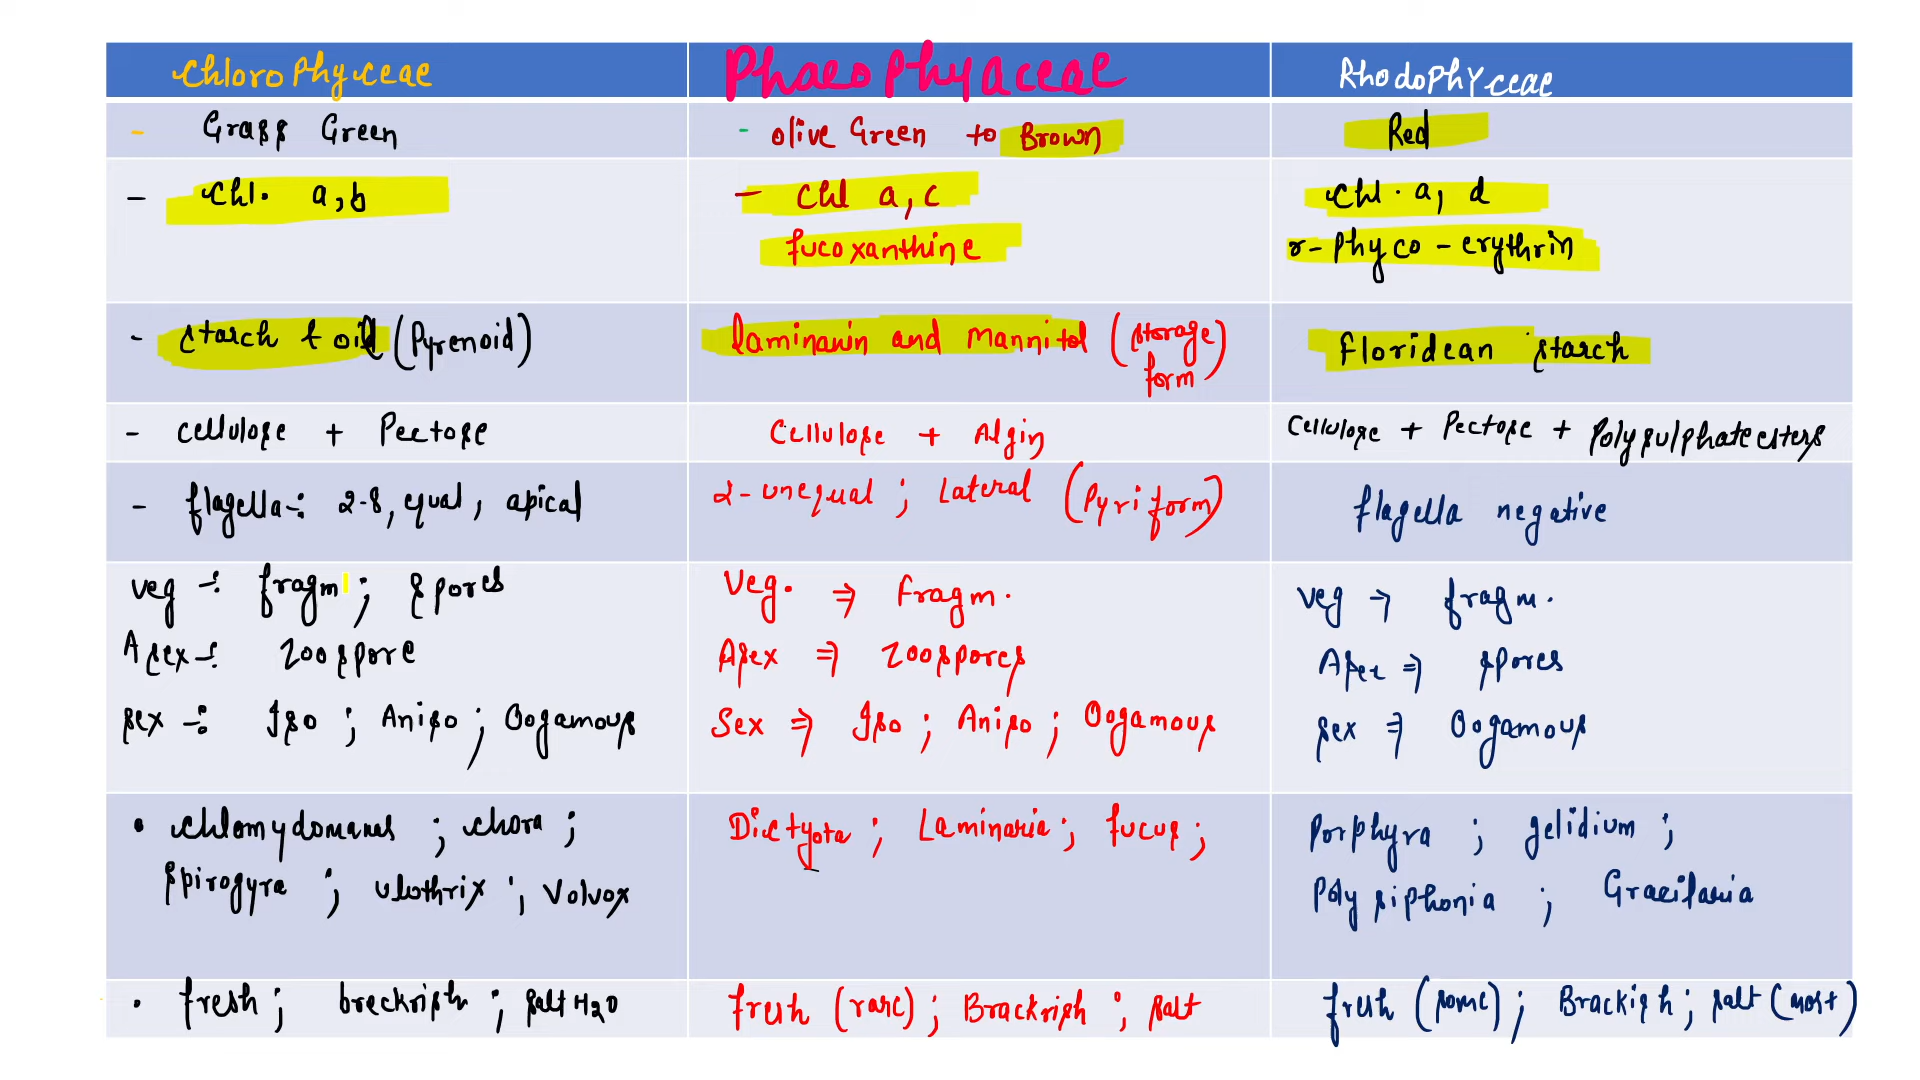 Chlorophyceae
Phaeophyaceae
Rhodophyceae
- Grass Green
- olive Green to Brown
Red
- Chl. a, b
- Chl a, c
fucoxanthine
Chl. a, d
r-Phyco-erythrin
- starch & oil (Pyrenoid)
laminarin and Mannitol (storage form)
Floridean starch
- Cellulose + Pectose
Cellulose + Algin
Cellulose + Pectose + Polysulphate esters
- flagella -: 2-8, equal, apical
2-unequal ; Lateral (Pyriform)
flagella negative
veg -: fragm ; spores
Asex -: Zoospore
sex -: Iso ; Aniso ; Oogamous
Veg. ⇒ Fragm.
Asex ⇒ Zoospores
Sex ⇒ Iso ; Aniso ; Oogamous
Veg → fragm.
Asex ⇒ spores
sex ⇒ Oogamous
• Chlamydomanas ; chara ;
spirogyra ; ulothrix ; Volvox
Dictyota ; Laminaria ; fucus ;
Porphyra ; gelidium ;
Polysiphonia ; Gracilaria
• fresh ; breckrish ; salt H2O
fresh (rare) ; Brackrish ; salt
fresh (some) ; Brackish ; salt (most)